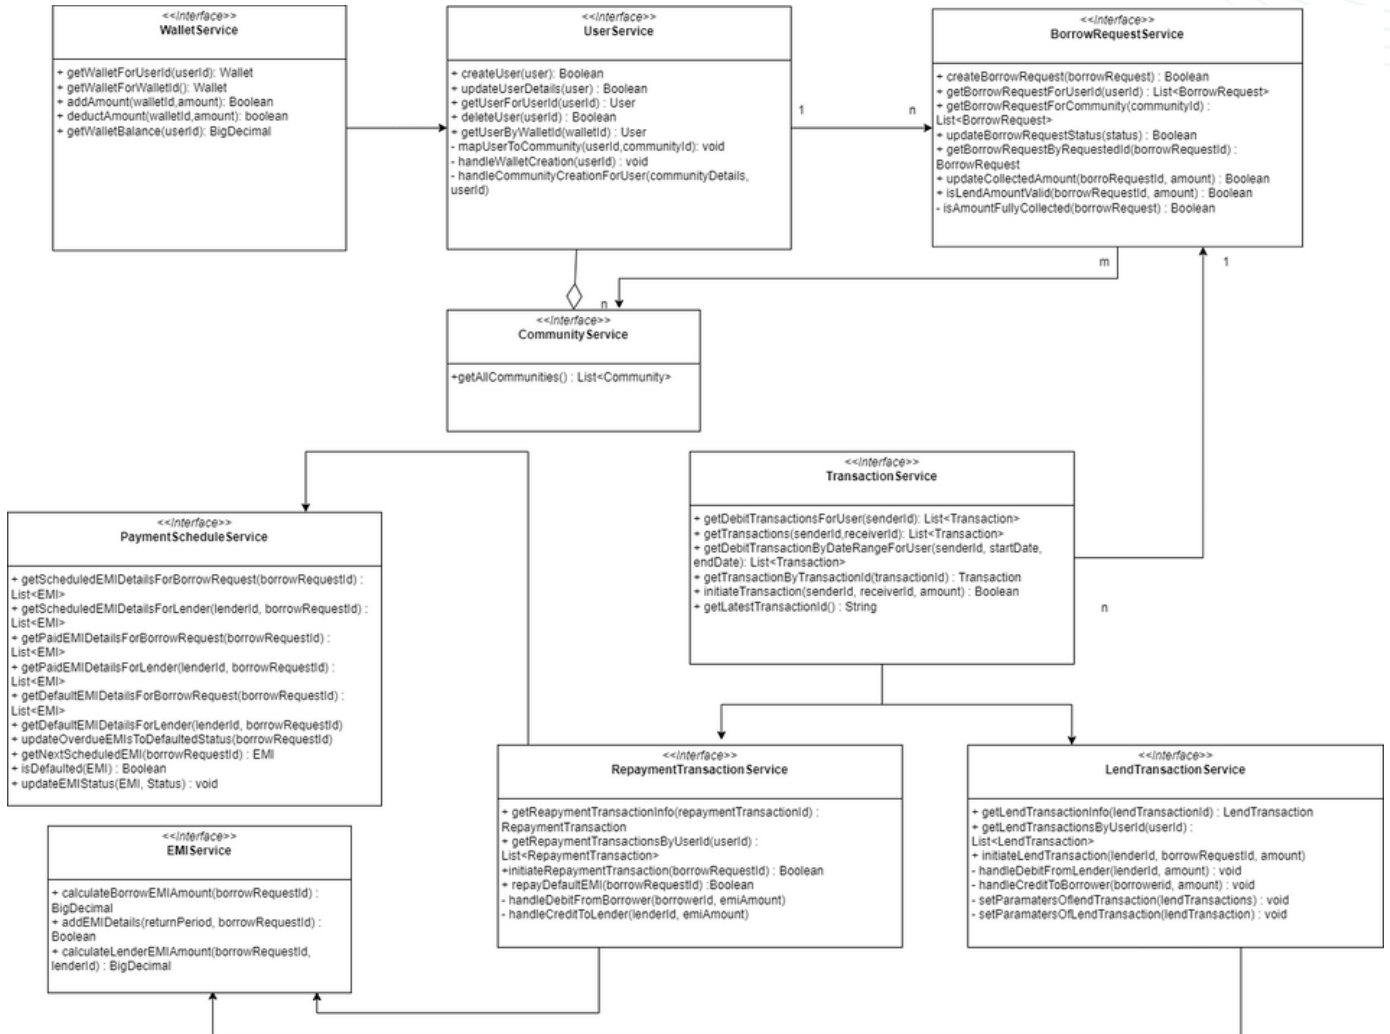 <<Interface>>
WalletService
+ getWalletForUserId(userId): Wallet
+ getWalletForWalletId(): Wallet
+ addAmount(walletId,amount): Boolean
+ deductAmount(walletId,amount): boolean
+ getWalletBalance(userId): BigDecimal
<<Interface>>
UserService
+ createUser(user): Boolean
+ updateUserDetails(user) : Boolean
+ getUserForUserId(userId) : User
+ deleteUser(userId) : Boolean
+ getUserByWalletId(walletId) : User
- mapUserToCommunity(userId,communityId): void
- handleWalletCreation(userId) : void
- handleCommunityCreationForUser(communityDetails,
userId)
1
n
<<Interface>>
BorrowRequestService
+ createBorrowRequest(borrowRequest) : Boolean
+ getBorrowRequestForUserId(userId) : List<BorrowRequest>
+ getBorrowRequestForCommunity(communityId) :
List<BorrowRequest>
+ updateBorrowRequestStatus(status) : Boolean
+ getBorrowRequestByRequestedId(borrowRequestId) :
BorrowRequest
+ updateCollectedAmount(borroRequestId, amount) : Boolean
+ isLendAmountValid(borrowRequestId, amount) : Boolean
- isAmountFullyCollected(borrowRequest) : Boolean
m
1
n
<<Interface>>
CommunityService
+getAllCommunities() : List<Community>
<<Interface>>
TransactionService
+ getDebitTransactionsForUser(senderId): List<Transaction>
+ getTransactions(senderId,receiverId): List<Transaction>
+ getDebitTransactionByDateRangeForUser(senderId, startDate,
endDate): List<Transaction>
+ getTransactionByTransactionId(transactionId) : Transaction
+ initiateTransaction(senderId, receiverId, amount) : Boolean
+ getLatestTransactionId() : String
n
<<Interface>>
PaymentScheduleService
+ getScheduledEMIDetailsForBorrowRequest(borrowRequestId) :
List<EMI>
+ getScheduledEMIDetailsForLender(lenderId, borrowRequestId) :
List<EMI>
+ getPaidEMIDetailsForBorrowRequest(borrowRequestId) :
List<EMI>
+ getPaidEMIDetailsForLender(lenderId, borrowRequestId) :
List<EMI>
+ getDefaultEMIDetailsForBorrowRequest(borrowRequestId) :
List<EMI>
+ getDefaultEMIDetailsForLender(lenderId, borrowRequestId)
+ updateOverdueEMIsToDefaultedStatus(borrowRequestId)
+ getNextScheduledEMI(borrowRequestId) : EMI
+ isDefaulted(EMI) : Boolean
+ updateEMIStatus(EMI, Status) : void
<<Interface>>
RepaymentTransactionService
+ getReapymentTransactionInfo(repaymentTransactionId) :
RepaymentTransaction
+ getRepaymentTransactionsByUserId(userId) :
List<RepaymentTransaction>
+initiateRepaymentTransaction(borrowRequestId) : Boolean
+ repayDefaultEMI(borrowRequestId) :Boolean
- handleDebitFromBorrower(borrowerId, emiAmount)
- handleCreditToLender(lenderId, emiAmount)
<<Interface>>
LendTransactionService
+ getLendTransactionInfo(lendTransactionId) : LendTransaction
+ getLendTransactionsByUserId(userId) :
List<LendTransaction>
+ initiateLendTransaction(lenderId, borrowRequestId, amount)
- handleDebitFromLender(lenderId, amount) : void
- handleCreditToBorrower(borrowerid, amount) : void
- setParamatersOflendTransaction(lendTransactions) : void
- setParamatersOfLendTransaction(lendTransaction) : void
<<Interface>>
EMIService
+ calculateBorrowEMIAmount(borrowRequestId) :
BigDecimal
+ addEMIDetails(returnPeriod, borrowRequestId) :
Boolean
+ calculateLenderEMIAmount(borrowRequestId,
lenderId) : BigDecimal